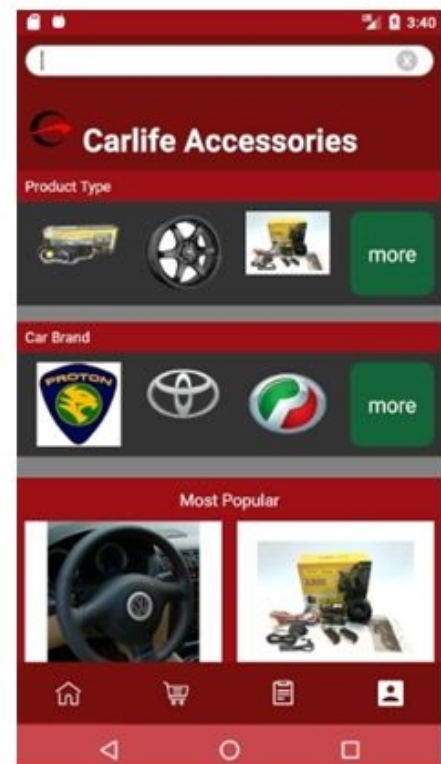 3:40
Carlife Accessories
Product Type
more
Car Brand
PROTON
more
Most Popular